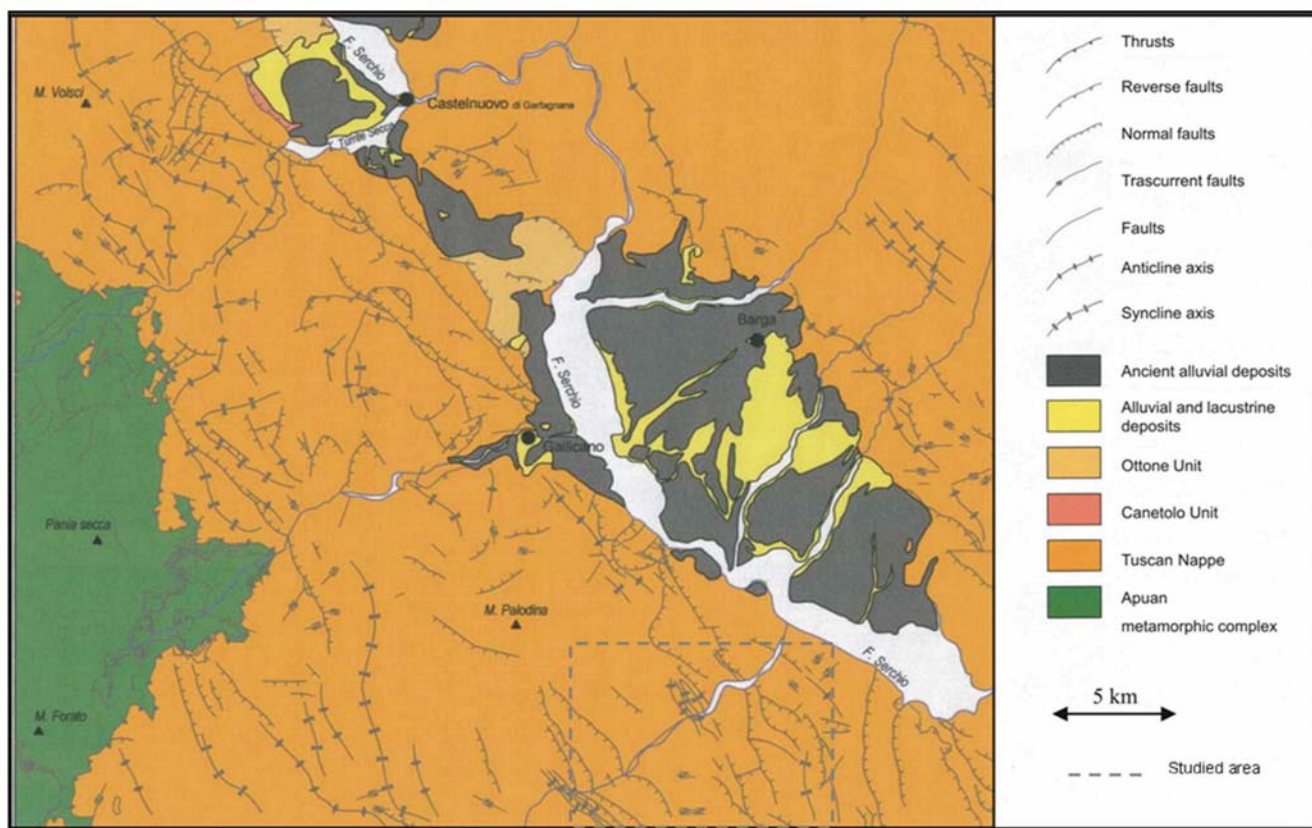 F. Serchio
M. Volsci
Castelnuovo di Garfagnana
T. Turrite Secca
Barga
F. Serchio
Gallicano
Pania secca
M. Palodina
F. Serchio
M. Forato
Thrusts
Reverse faults
Normal faults
Trascurrent faults
Faults
Anticline axis
Syncline axis
Ancient alluvial deposits
Alluvial and lacustrine
deposits
Ottone Unit
Canetolo Unit
Tuscan Nappe
Apuan
metamorphic complex
5 km
Studied area